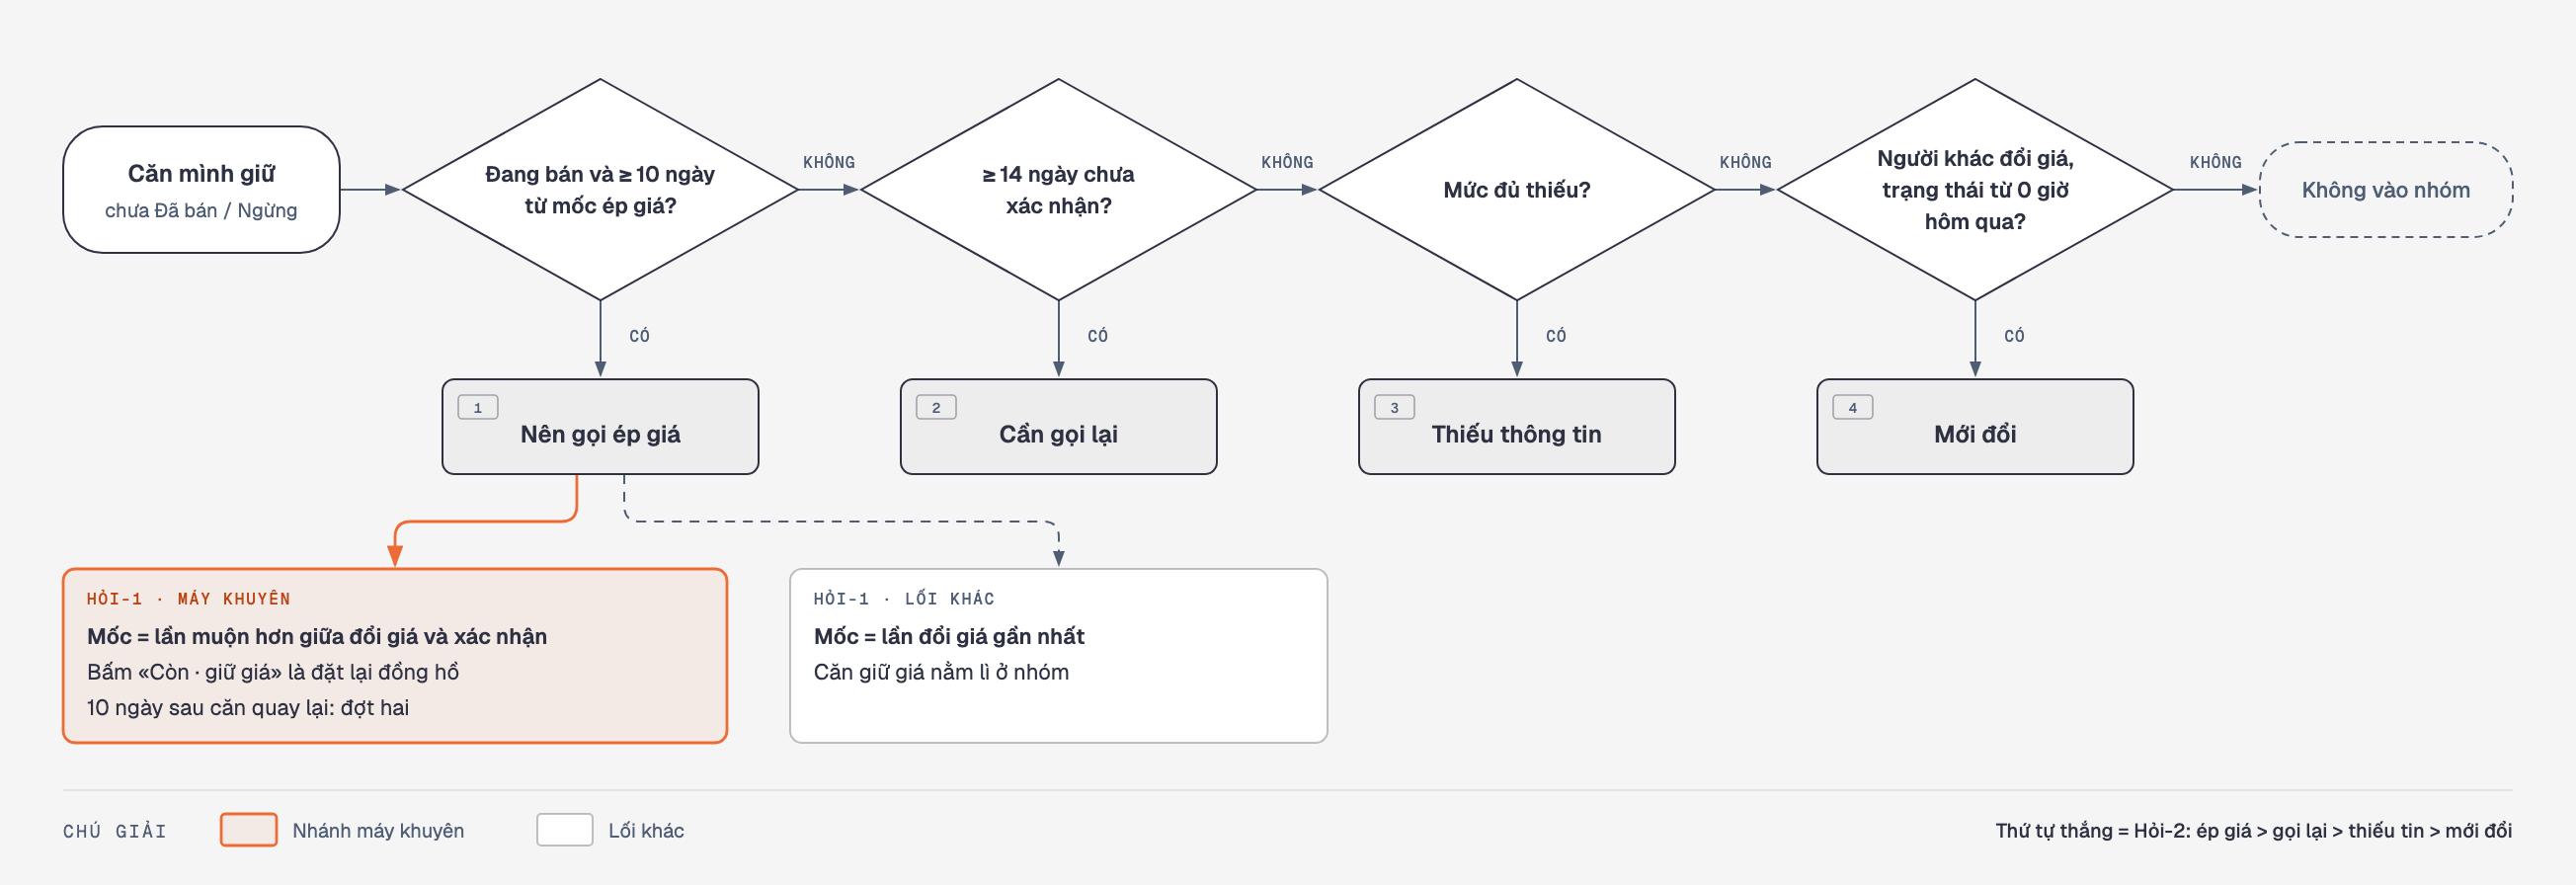 Căn mình giữ
chưa Đã bán / Ngừng
Đang bán và ≥ 10 ngày
từ mốc ép giá?
KHÔNG
≥ 14 ngày chưa
xác nhận?
KHÔNG
Mức đủ thiếu?
KHÔNG
Người khác đổi giá,
trạng thái từ 0 giờ
hôm qua?
KHÔNG
Không vào nhóm
CÓ
CÓ
CÓ
CÓ
1
Nên gọi ép giá
2
Cần gọi lại
3
Thiếu thông tin
4
Mới đổi
HỎI-1 · MÁY KHUYÊN
Mốc = lần muộn hơn giữa đổi giá và xác nhận
Bấm «Còn · giữ giá» là đặt lại đồng hồ
10 ngày sau căn quay lại: đợt hai
HỎI-1 · LỐI KHÁC
Mốc = lần đổi giá gần nhất
Căn giữ giá nằm lì ở nhóm
CHÚ GIẢI
Nhánh máy khuyên
Lối khác
Thứ tự thắng = Hỏi-2: ép giá > gọi lại > thiếu tin > mới đổi